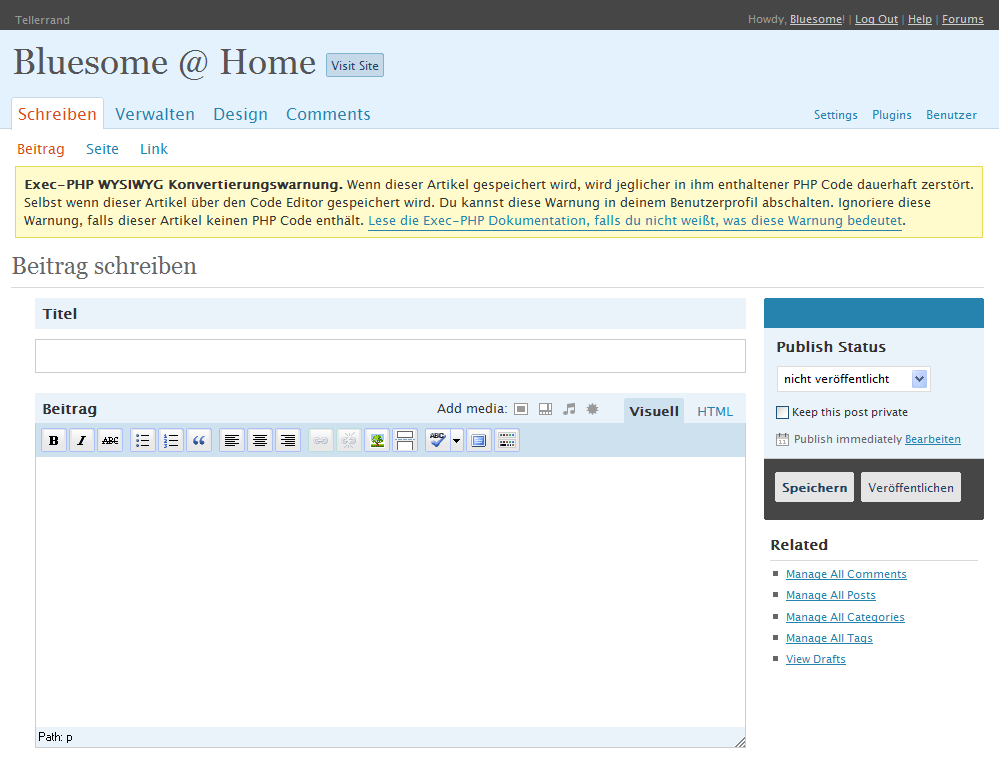 Tellerrand
Howdy, Bluesome! | Log Out | Help | Forums
Bluesome @ Home Visit Site
Schreiben Verwalten Design Comments
Settings Plugins Benutzer
Beitrag Seite Link
Exec-PHP WYSIWYG Konvertierungswarnung. Wenn dieser Artikel gespeichert wird, wird jeglicher in ihm enthaltener PHP Code dauerhaft zerstört.
Selbst wenn dieser Artikel über den Code Editor gespeichert wird. Du kannst diese Warnung in deinem Benutzerprofil abschalten. Ignoriere diese
Warnung, falls dieser Artikel keinen PHP Code enthält. Lese die Exec-PHP Dokumentation, falls du nicht weißt, was diese Warnung bedeutet.
Beitrag schreiben
Titel
Beitrag
Add media:
Visuell HTML
B I ABC
ABC
Path: p
Publish Status
nicht veröffentlicht
Keep this post private
Publish immediately Bearbeiten
Speichern Veröffentlichen
Related
Manage All Comments
Manage All Posts
Manage All Categories
Manage All Tags
View Drafts